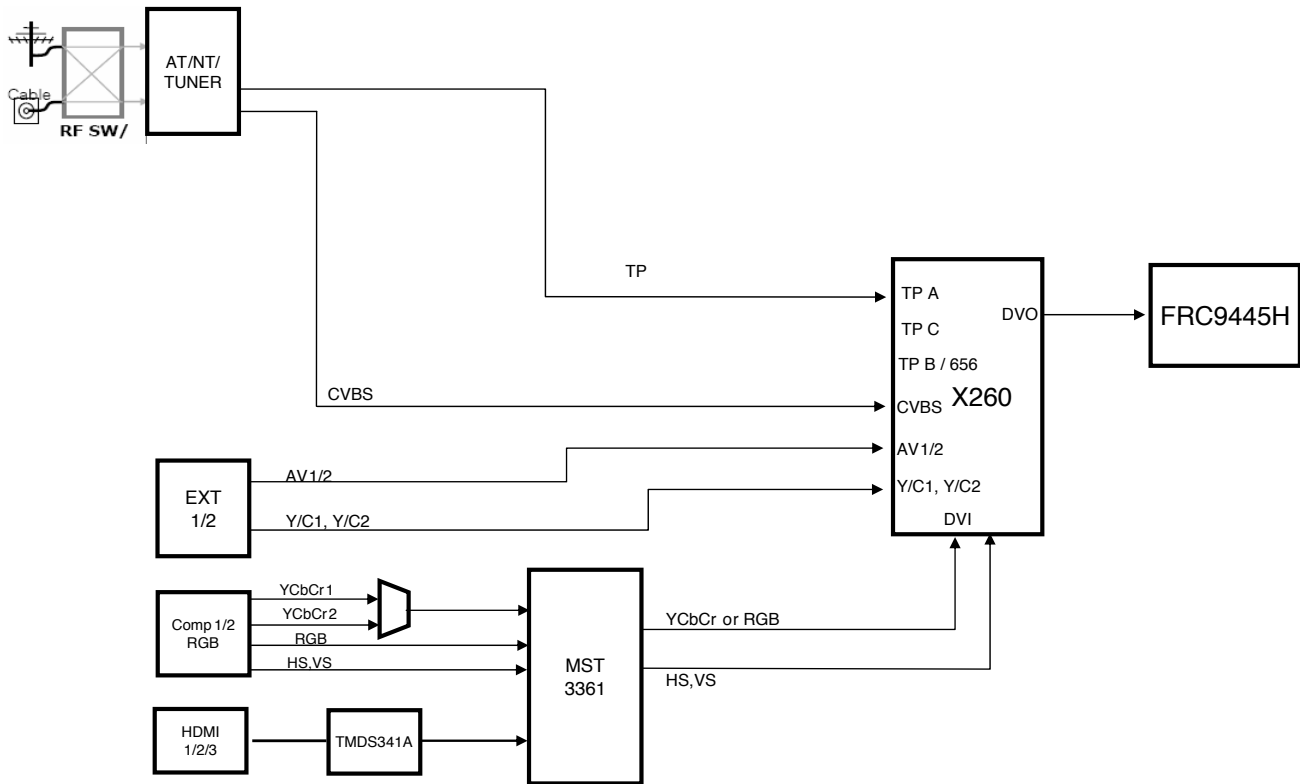 Cable
RF SW/
AT/NT/
TUNER
TP
CVBS
TP A
TP C
TP B / 656
CVBS
X260
AV1/2
Y/C1, Y/C2
DVI
DVO
FRC9445H
EXT
1/2
AV1/2
Y/C1, Y/C2
Comp 1/2
RGB
YCbCr1
YCbCr2
RGB
HS,VS
MST
3361
YCbCr or RGB
HS,VS
HDMI
1/2/3
TMDS341A